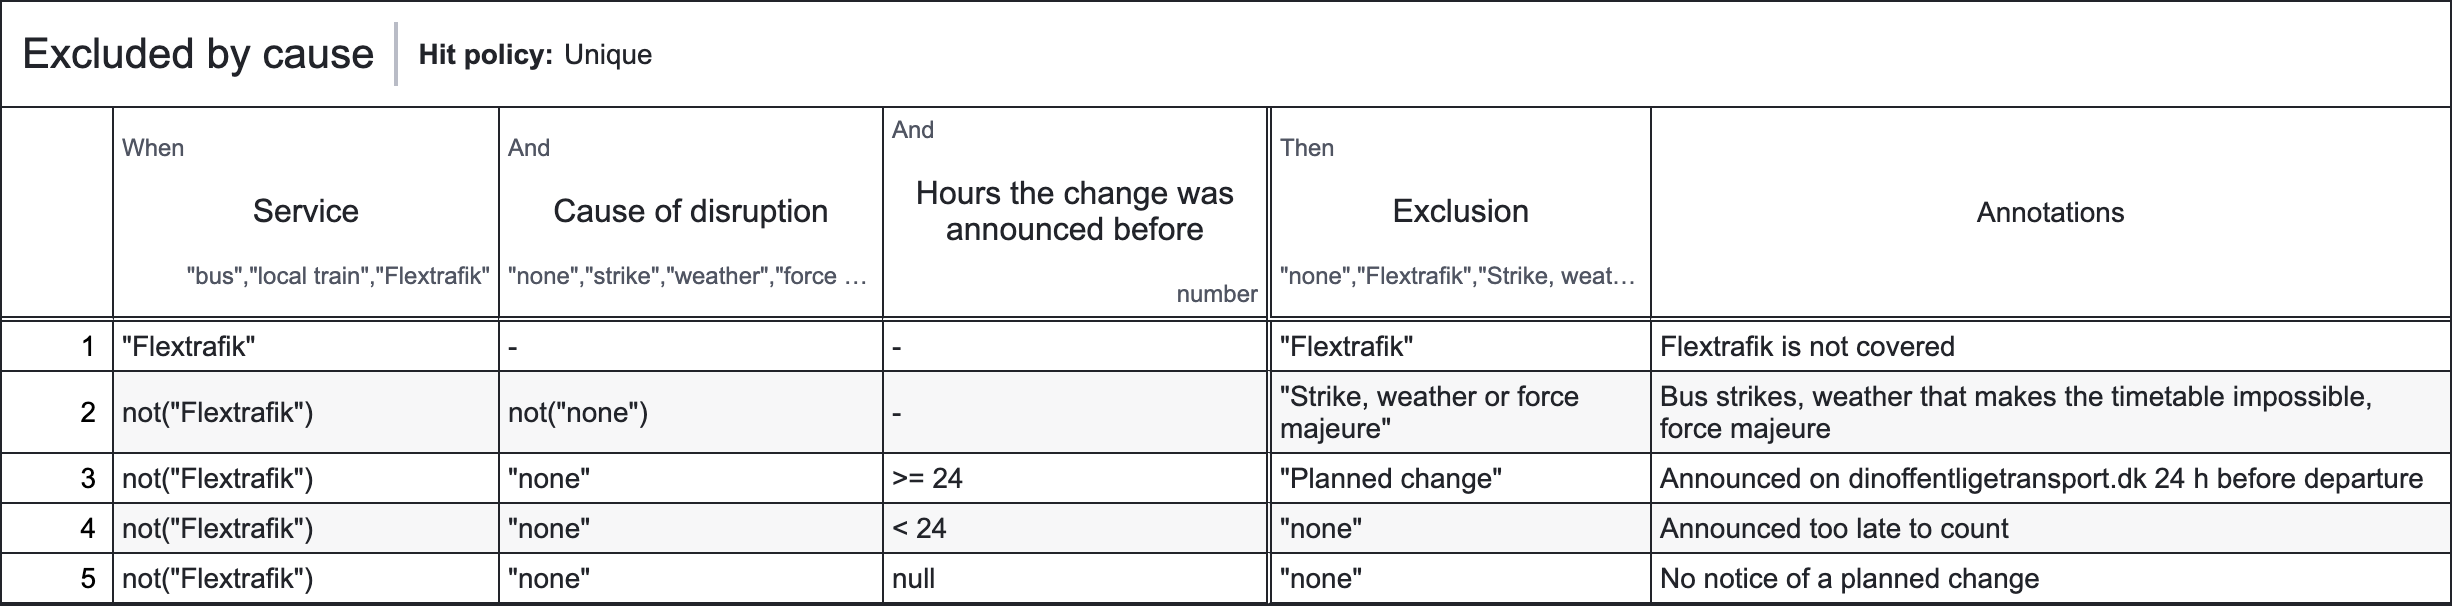 Excluded by cause
Hit policy: Unique
When
Service
"bus","local train","Flextrafik"
And
Cause of disruption
"none","strike","weather","force …
And
Hours the change was
announced before
number
Then
Exclusion
"none","Flextrafik","Strike, weat…
Annotations
1 "Flextrafik" - - "Flextrafik" Flextrafik is not covered
2 not("Flextrafik") not("none") - "Strike, weather or force
majeure" Bus strikes, weather that makes the timetable impossible,
force majeure
3 not("Flextrafik") "none" >= 24 "Planned change" Announced on dinoffentligetransport.dk 24 h before departure
4 not("Flextrafik") "none" < 24 "none" Announced too late to count
5 not("Flextrafik") "none" null "none" No notice of a planned change